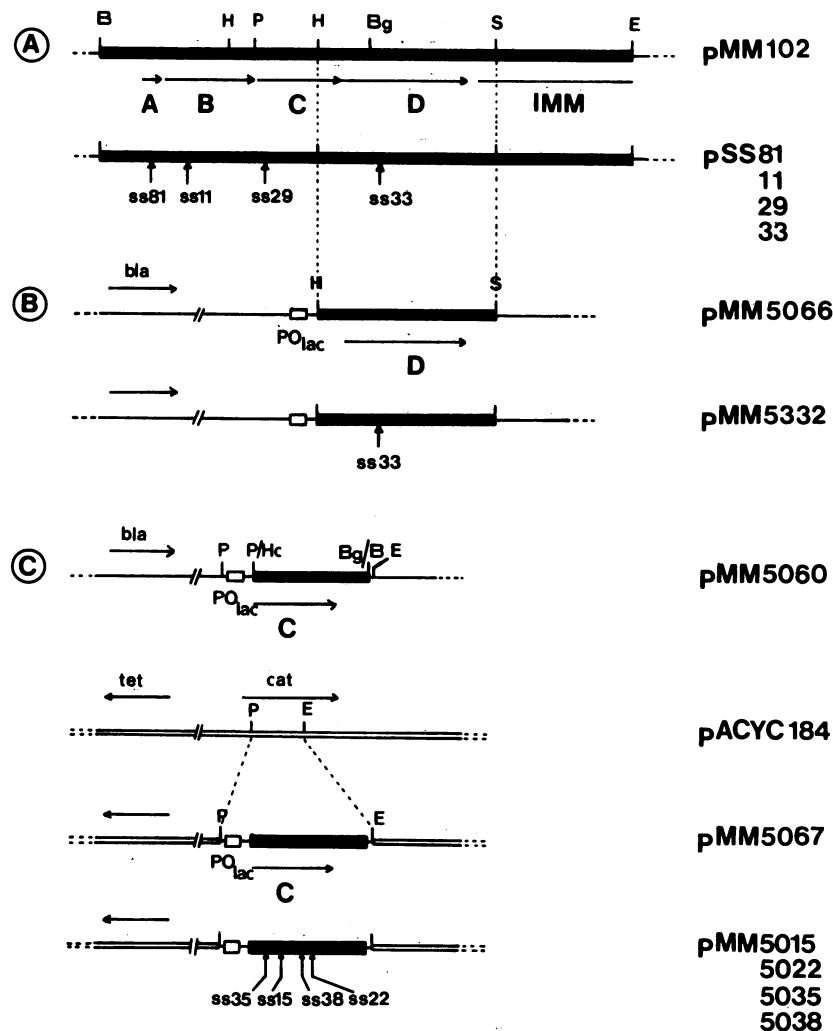 B H P H Bg S E
A pMM102
A B C D IMM
pSS81
11
29
33
ss81 ss11 ss29 ss33
bla H S
B pMM5066
PO lac D
pMM5332
ss33
bla P P/Hc Bg/B E
C pMM5060
PO lac C
tet cat
P E
pACYC184
P E
pMM5067
PO lac C
pMM5015
5022
5035
5038
ss35 ss15 ss38 ss22